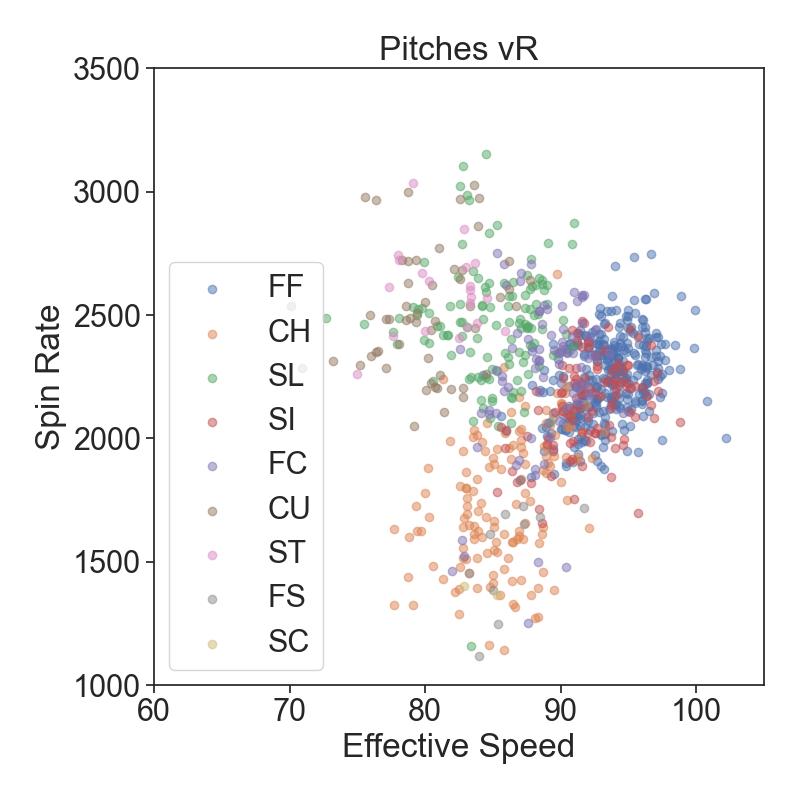 Pitches vR
3500
3000
2500
2000
1500
1000
Spin Rate
FF
CH
SL
SI
FC
CU
ST
FS
SC
60 70 80 90 100
Effective Speed